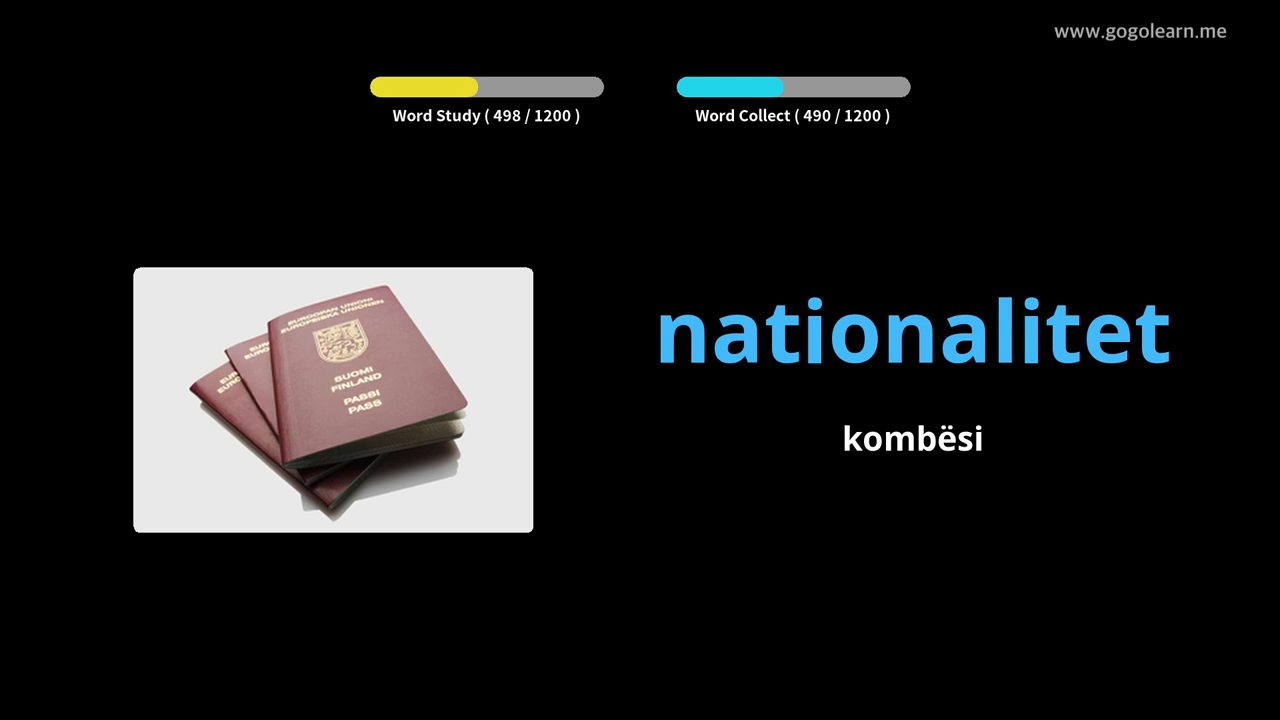 www.gogolearn.me
Word Study ( 498 / 1200 )
Word Collect ( 490 / 1200 )
EUROOPAN UNIONI
EUROPEISKA UNIONEN
SUOMI
FINLAND
PASSI
PASS
nationalitet
kombësi